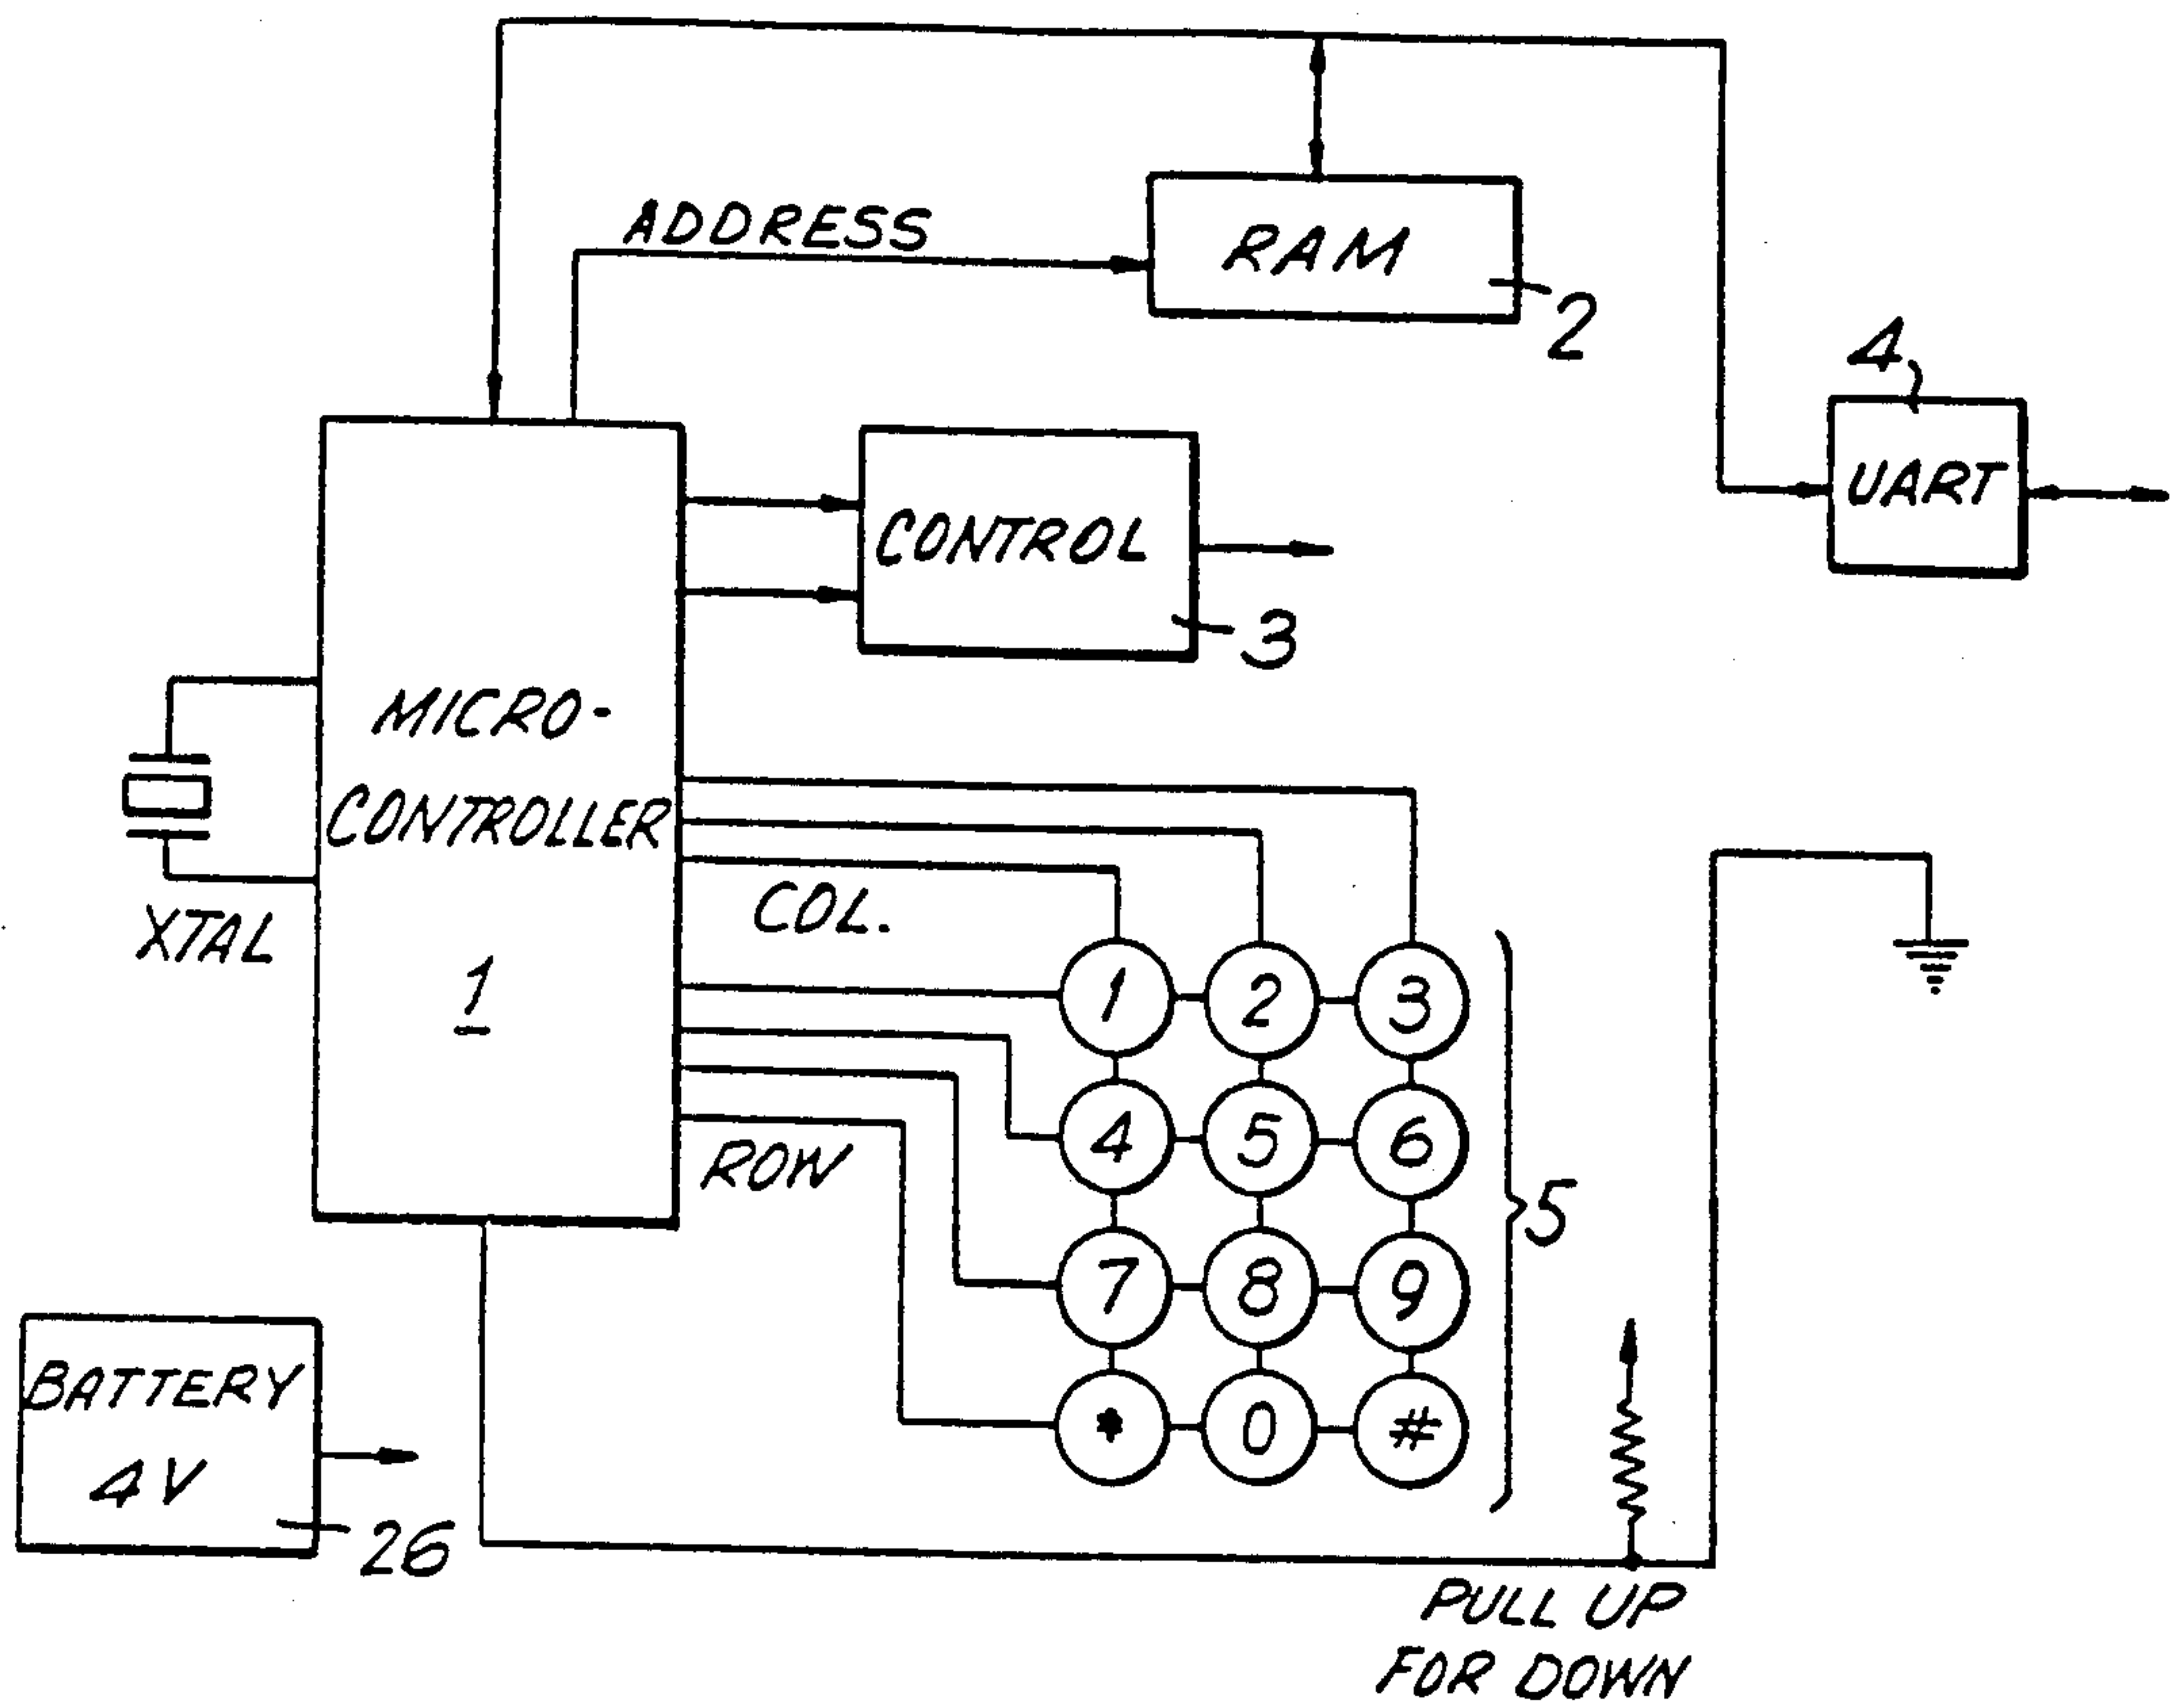 ADDRESS
RAM
2
4
UART
CONTROL
3
MICRO-
CONTROLLER
1
XTAL
COL.
ROW
1 2 3
4 5 6
7 8 9
* 0 #
5
BATTERY
4V
26
PULL UP
FOR DOWN